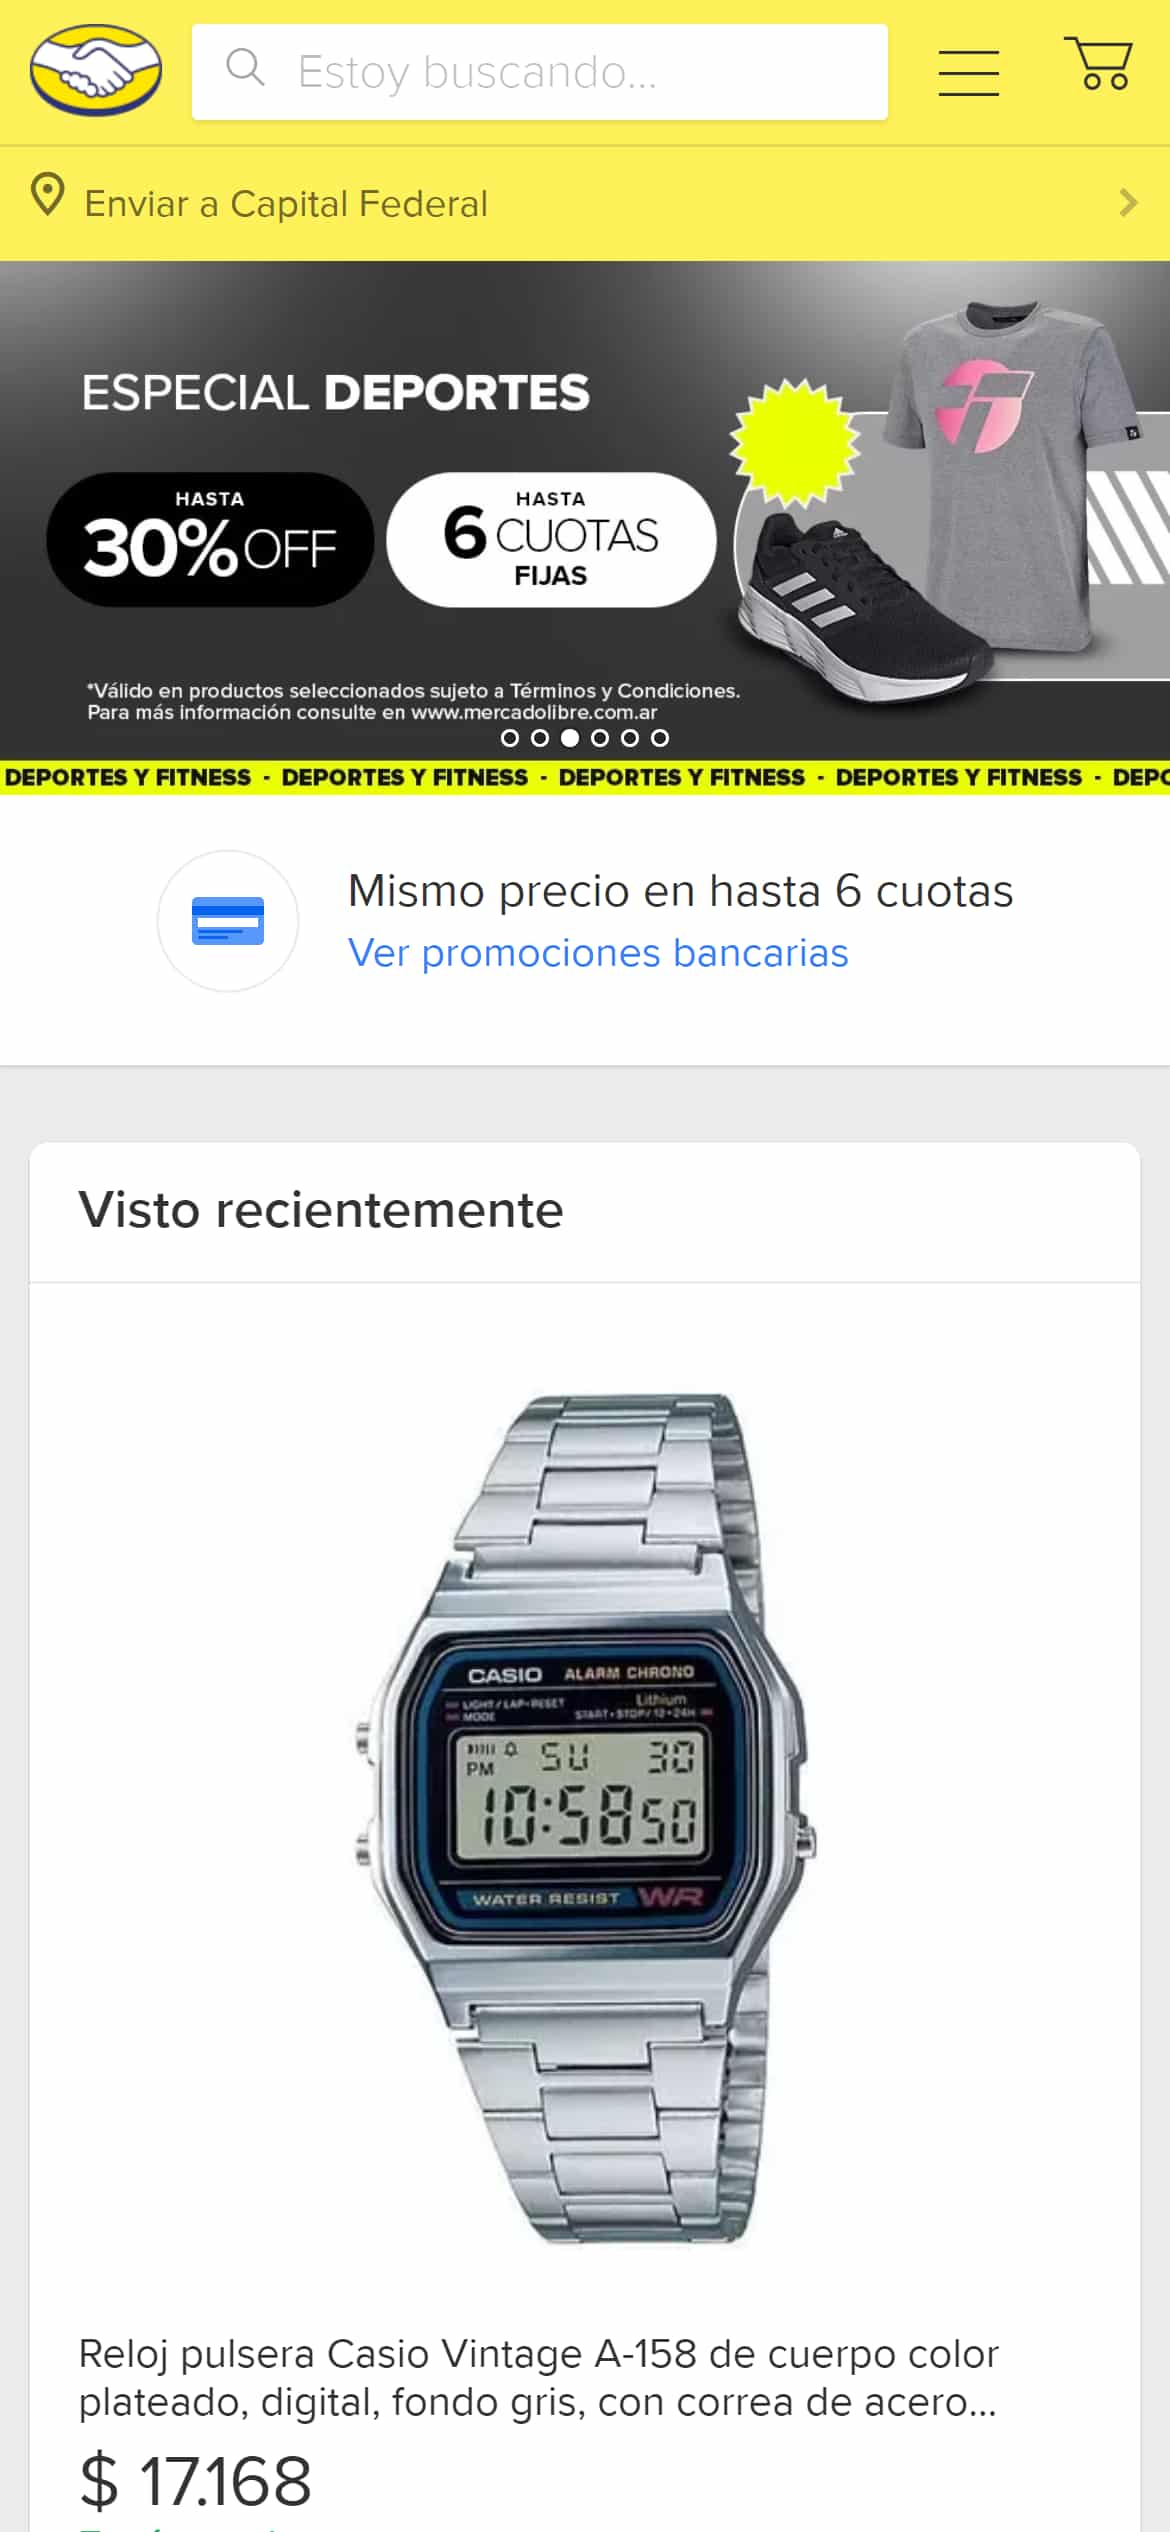 Estoy buscando...
Enviar a Capital Federal
ESPECIAL DEPORTES
HASTA
30% OFF
HASTA
6 CUOTAS
FIJAS
*Válido en productos seleccionados sujeto a Términos y Condiciones.
Para más información consulte en www.mercadolibre.com.ar
DEPORTES Y FITNESS - DEPORTES Y FITNESS - DEPORTES Y FITNESS - DEPORTES Y FITNESS - DEPO
Mismo precio en hasta 6 cuotas
Ver promociones bancarias
Visto recientemente
CASIO ALARM CHRONO
LIGHT / LAP•RESET Lithium
MODE START•STOP/12•24H
PM SU 30
10:58 50
WATER RESIST WR
Reloj pulsera Casio Vintage A-158 de cuerpo color
plateado, digital, fondo gris, con correa de acero...
$ 17.168